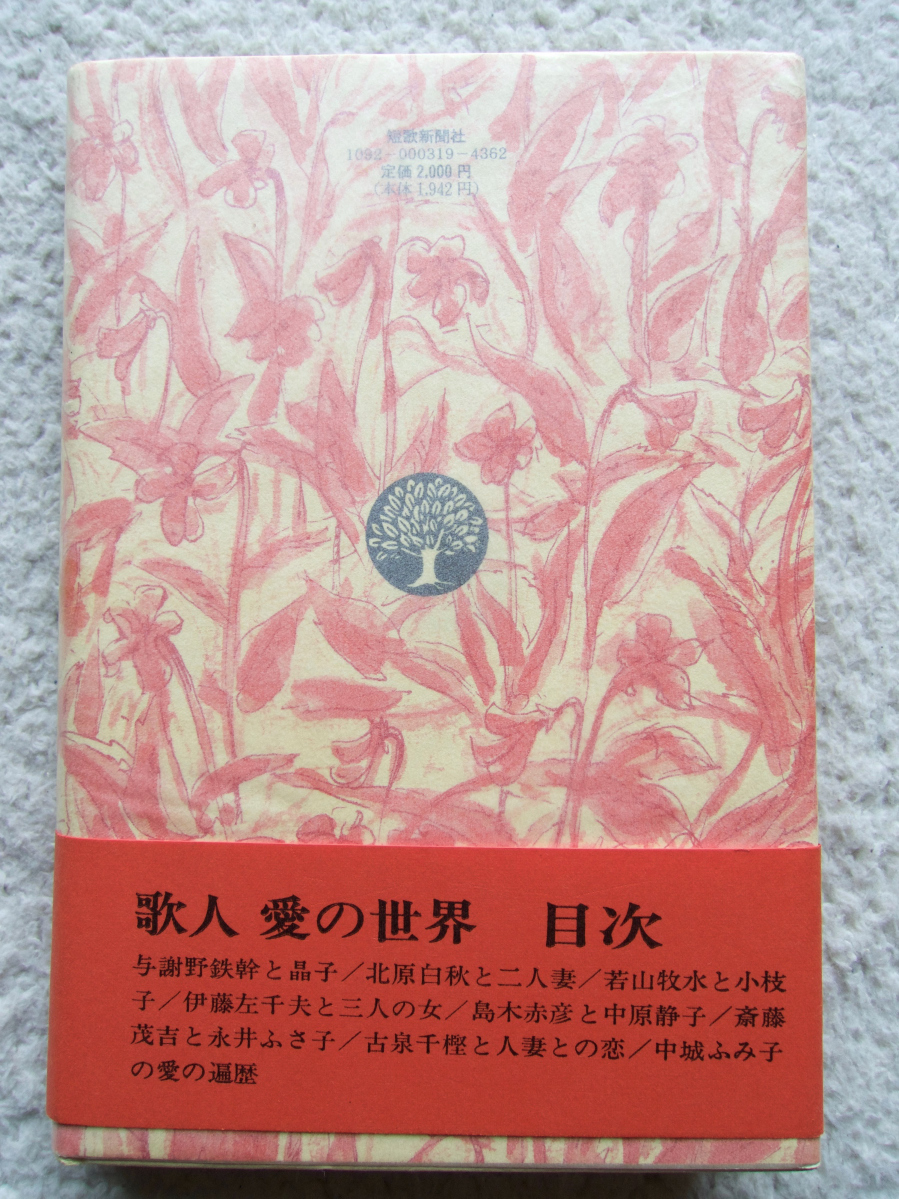 短歌新聞社
1092-000319-4362
定価2,000円
(本体1,942円)
歌人 愛の世界 目次
与謝野鉄幹と晶子/北原白秋と二人妻/若山牧水と小枝
子/伊藤左千夫と三人の女/島木赤彦と中原静子/斎藤
茂吉と永井ふさ子/古泉千樫と人妻との恋/中城ふみ子
の愛の遍歴